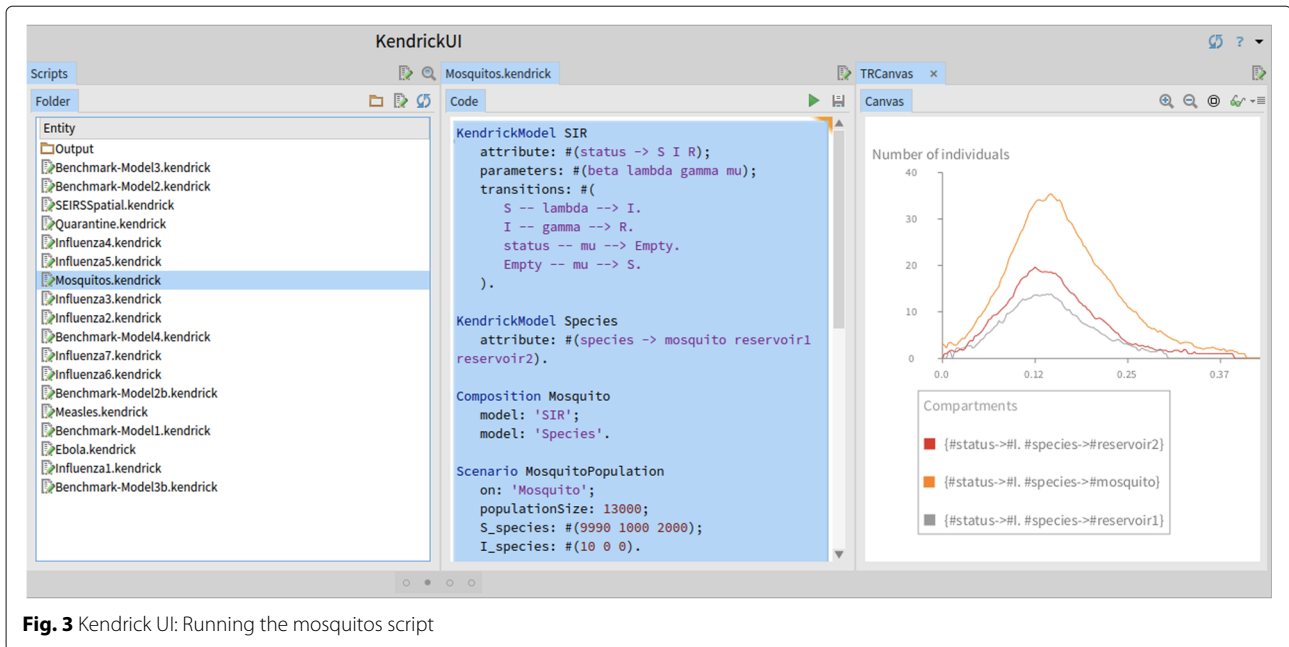 KendrickUI
?
Scripts
Folder
Entity
Output
Benchmark-Model3.kendrick
Benchmark-Model2.kendrick
SEIRSSpatial.kendrick
Quarantine.kendrick
Influenza4.kendrick
Influenza5.kendrick
Mosquitos.kendrick
Influenza3.kendrick
Influenza2.kendrick
Benchmark-Model4.kendrick
Influenza7.kendrick
Influenza6.kendrick
Benchmark-Model2b.kendrick
Measles.kendrick
Benchmark-Model1.kendrick
Ebola.kendrick
Influenza1.kendrick
Benchmark-Model3b.kendrick
Mosquitos.kendrick
Code
KendrickModel SIR
attribute: #(status -> S I R);
parameters: #(beta lambda gamma mu);
transitions: #(
S -- lambda --> I.
I -- gamma --> R.
status -- mu --> Empty.
Empty -- mu --> S.
).
KendrickModel Species
attribute: #(species -> mosquito reservoir1
reservoir2).
Composition Mosquito
model: 'SIR';
model: 'Species'.
Scenario MosquitoPopulation
on: 'Mosquito';
populationSize: 13000;
S_species: #(9990 1000 2000);
I_species: #(10 0 0).
TRCanvas ×
Canvas
Number of individuals
40
30
20
10
0
0.0 0.12 0.25 0.37
Compartments
{#status->#I. #species->#reservoir2}
{#status->#I. #species->#mosquito}
{#status->#I. #species->#reservoir1}
Fig. 3 Kendrick UI: Running the mosquitos script